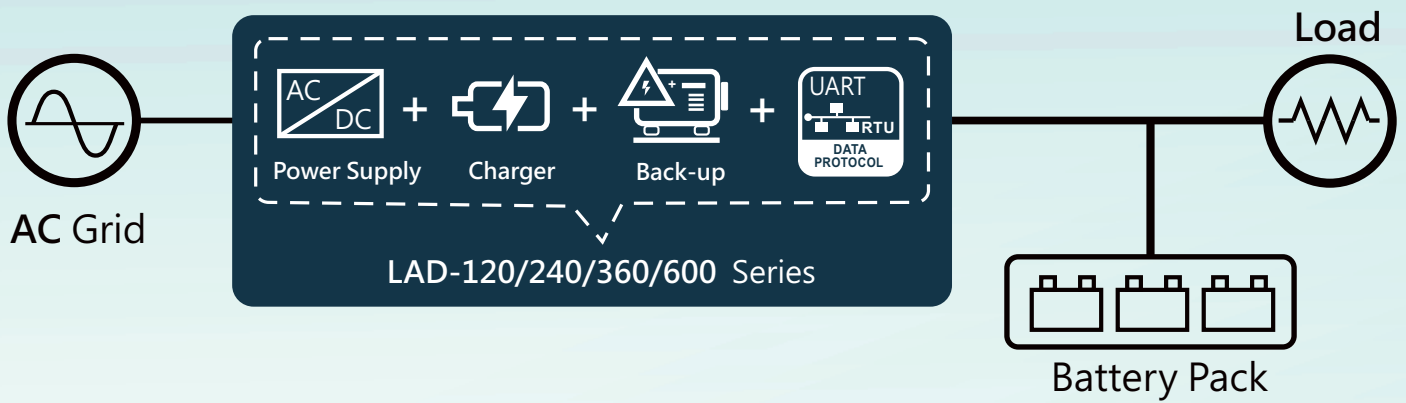 Load
AC
DC
+
+
+
UART
RTU
DATA
PROTOCOL
Power Supply
Charger
Back-up
AC Grid
LAD-120/240/360/600 Series
Battery Pack